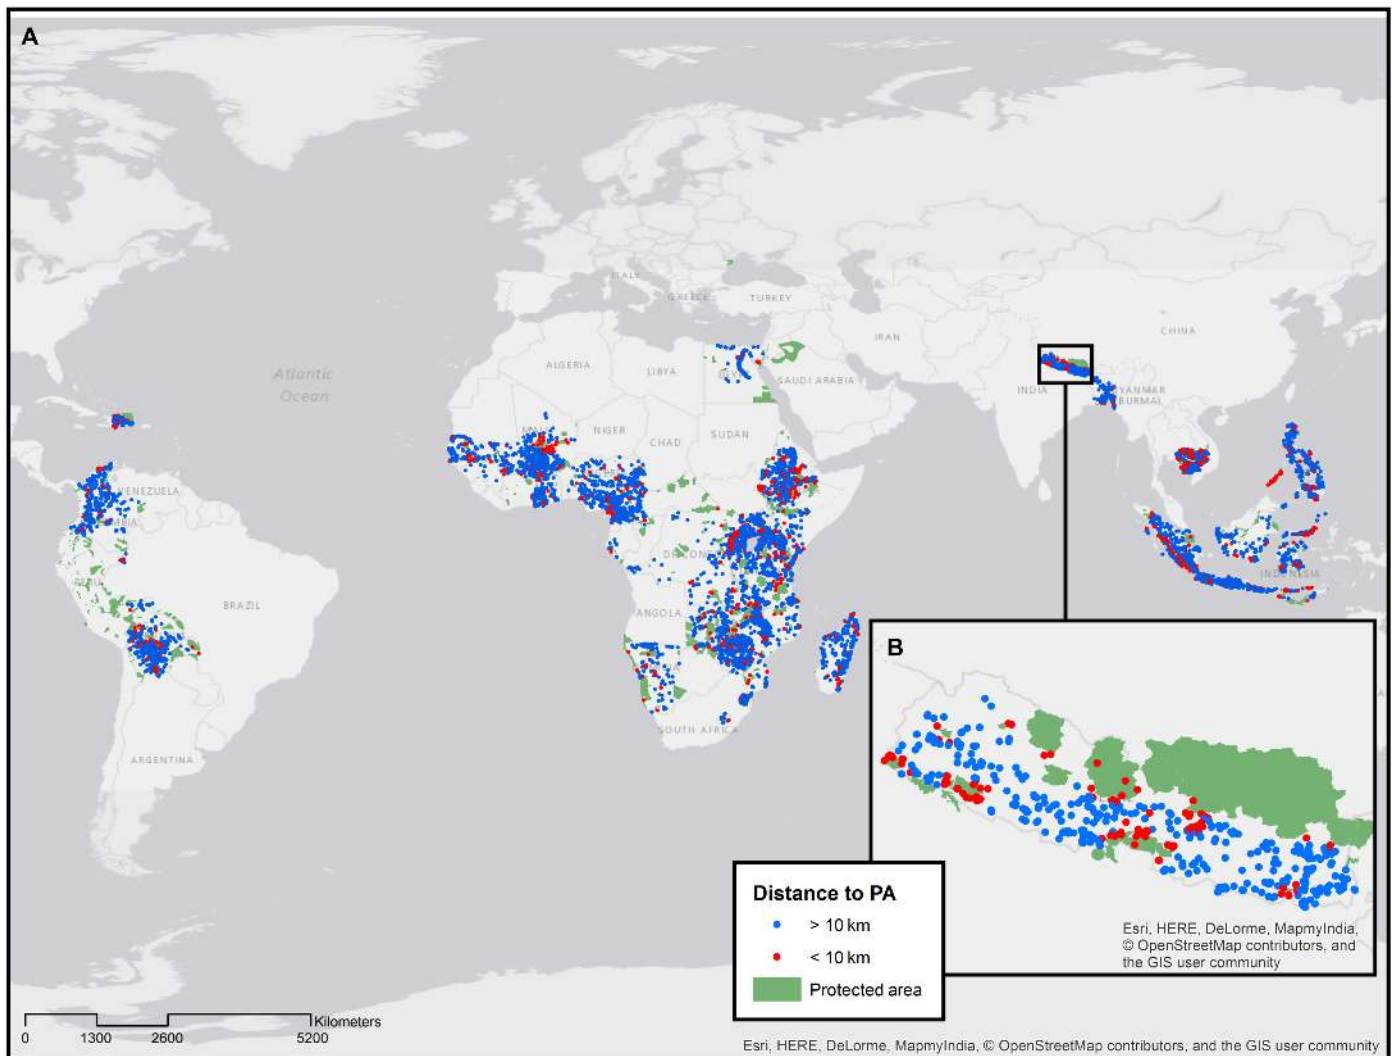 A
ITALY
GREECE
TURKEY
CHINA
IRAN
Atlantic
Ocean
ALGERIA
LIBYA
SAUDI ARABIA
INDIA
MYANMAR
NIGER
CHAD
SUDAN
VENEZUELA
BRAZIL
ANGOLA
INDONESIA
SOUTH AFRICA
ARGENTINA
B
Esri, HERE, DeLorme, MapmyIndia,
© OpenStreetMap contributors, and
the GIS user community
Distance to PA
> 10 km
< 10 km
Protected area
Kilometers
0 1300 2600 5200
Esri, HERE, DeLorme, MapmyIndia, © OpenStreetMap contributors, and the GIS user community